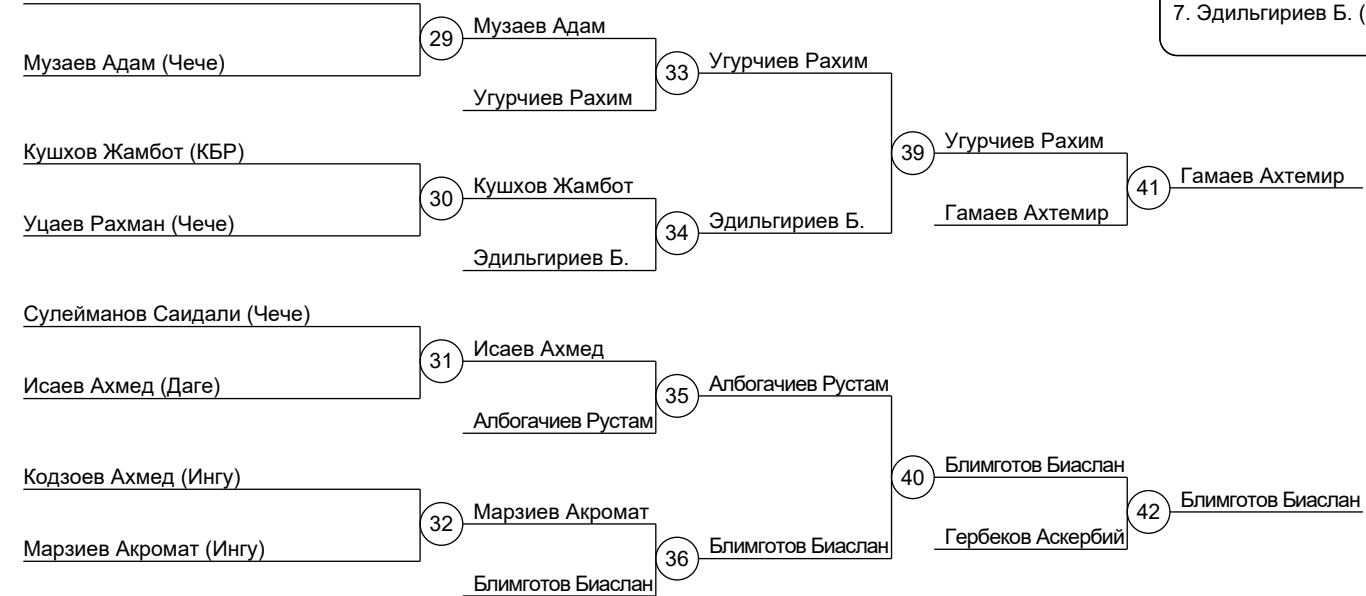 7. Эдильгириев Б. (
29
Музаев Адам
Музаев Адам (Чече)
33
Угурчиев Рахим
Угурчиев Рахим
Кушхов Жамбот (КБР)
39
Угурчиев Рахим
30
Кушхов Жамбот
41
Гамаев Ахтемир
Уцаев Рахман (Чече)
34
Эдильгириев Б.
Гамаев Ахтемир
Эдильгириев Б.
Сулейманов Саидали (Чече)
31
Исаев Ахмед
Исаев Ахмед (Даге)
35
Албогачиев Рустам
Албогачиев Рустам
Кодзоев Ахмед (Ингу)
40
Блимготов Биаслан
32
Марзиев Акромат
42
Блимготов Биаслан
Марзиев Акромат (Ингу)
36
Блимготов Биаслан
Гербеков Аскербий
Блимготов Биаслан